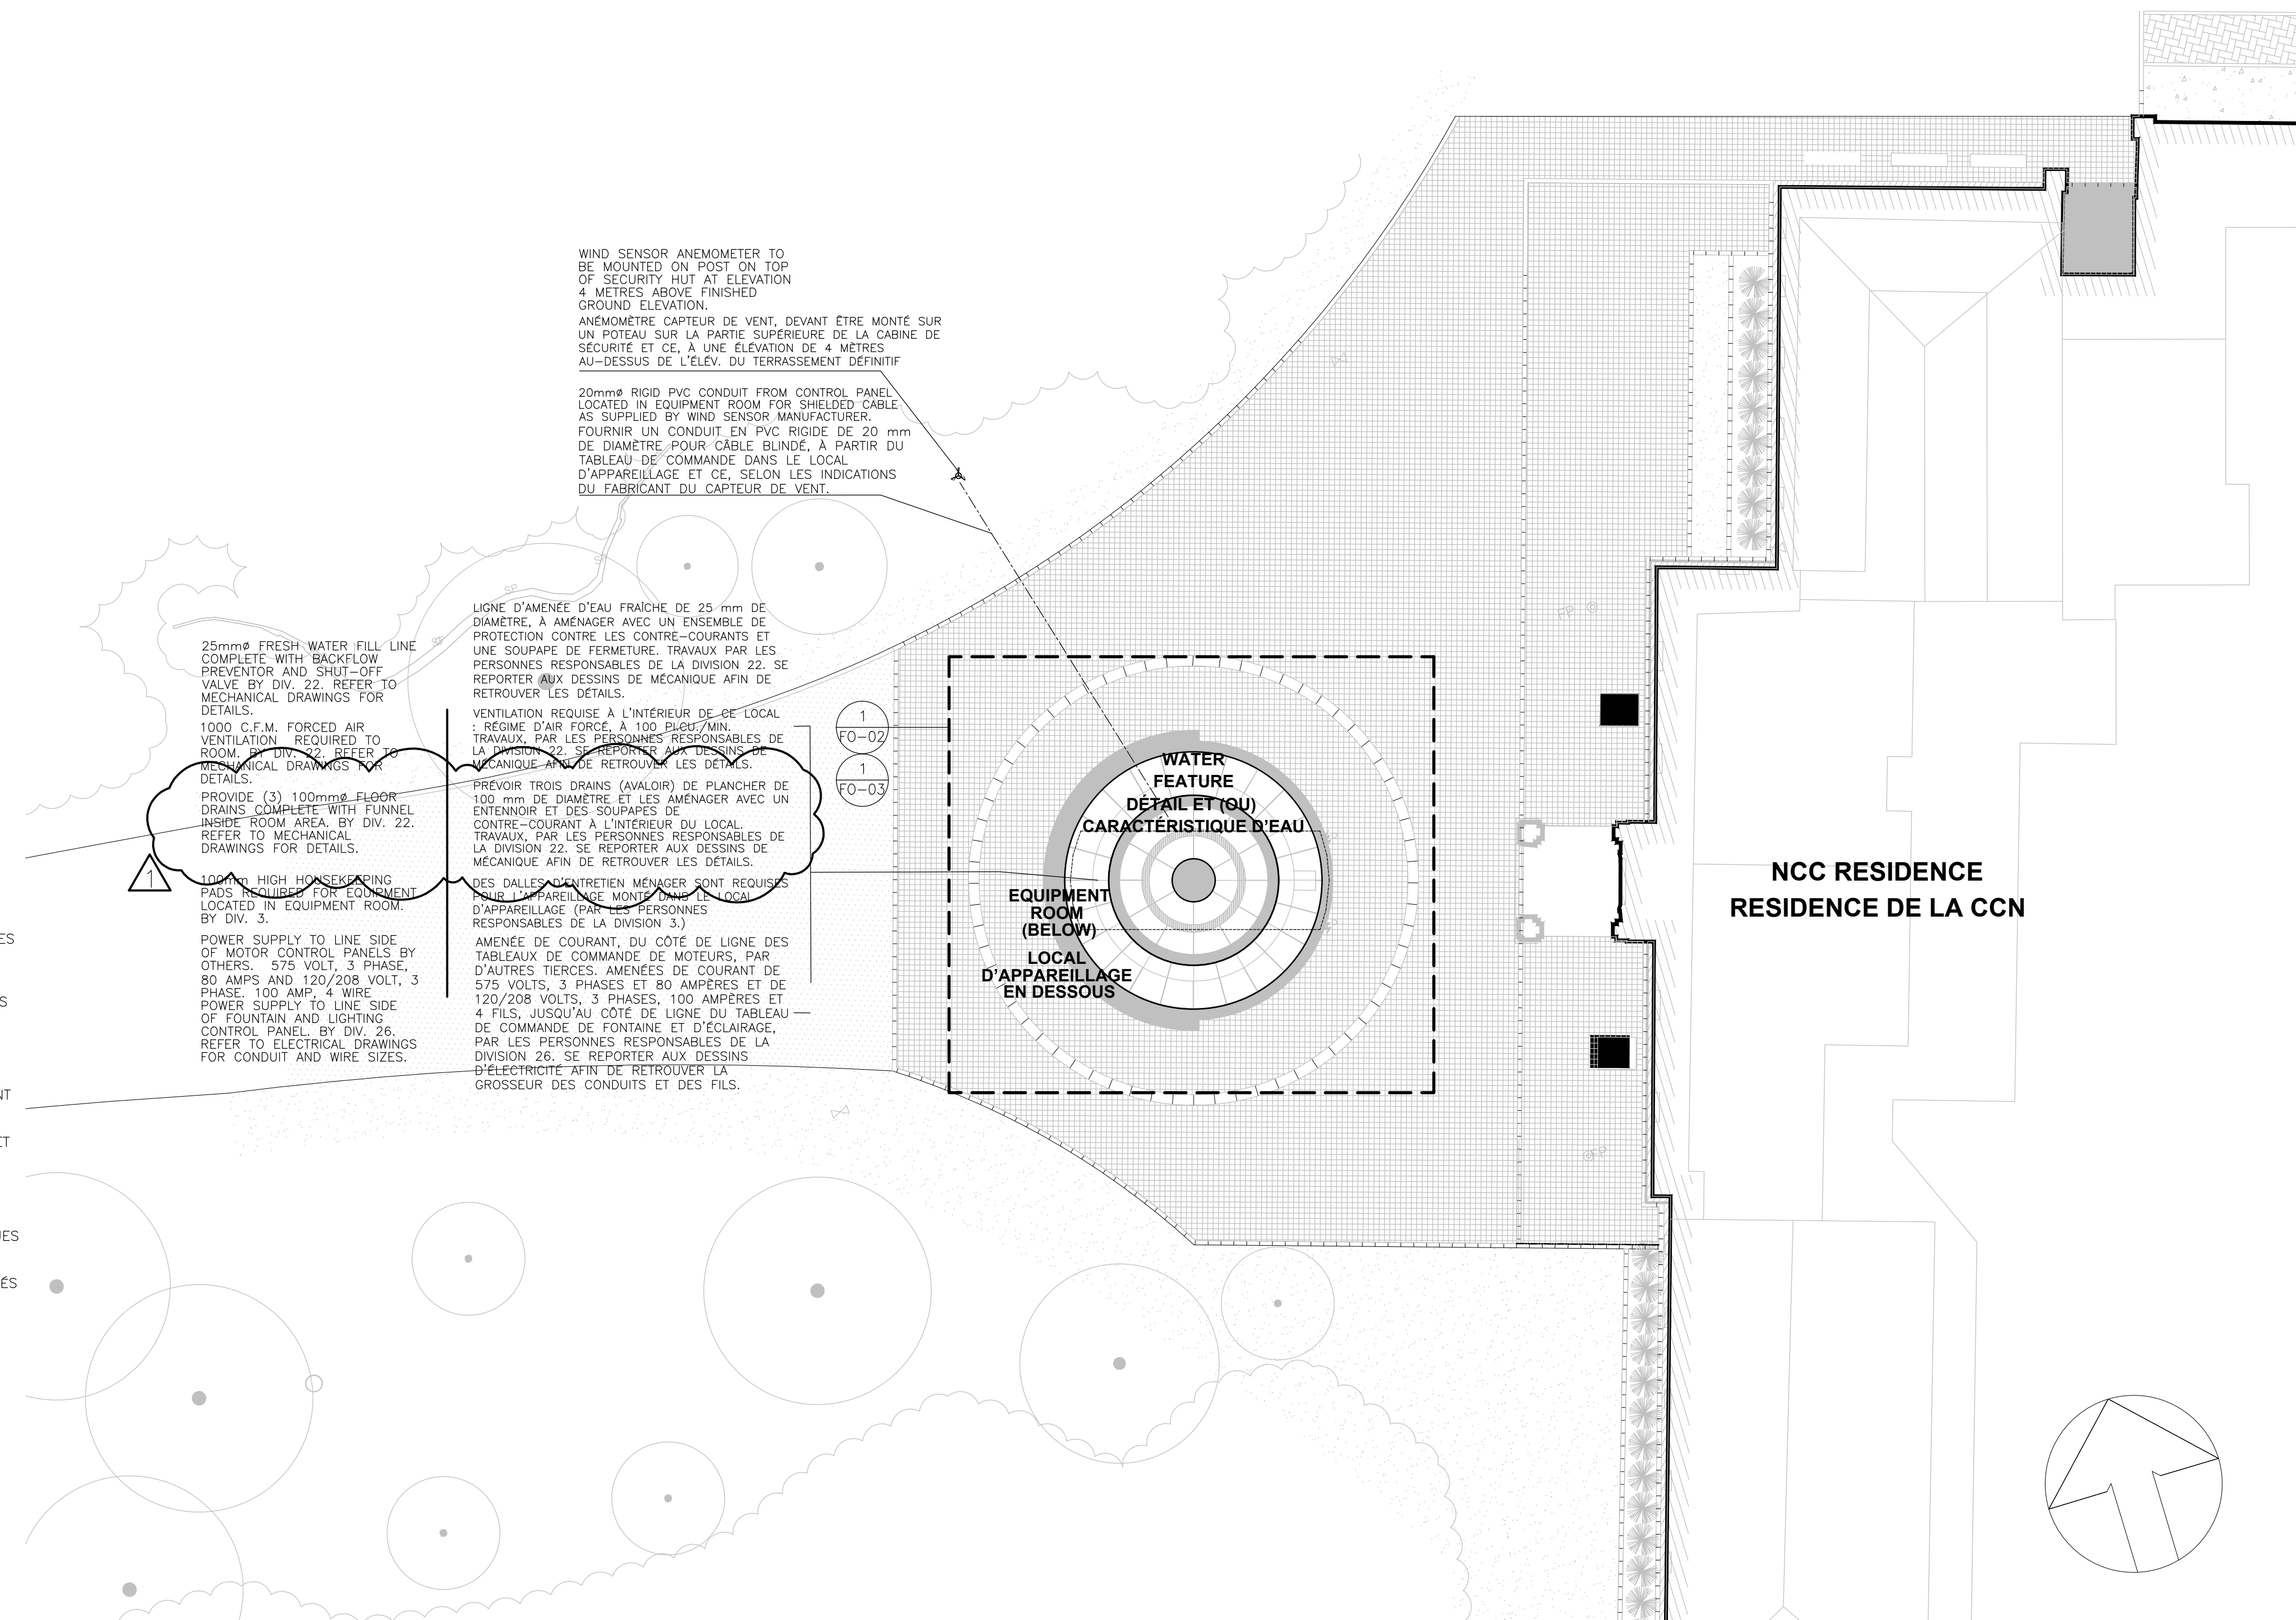 WIND SENSOR ANEMOMETER TO
BE MOUNTED ON POST ON TOP
OF SECURITY HUT AT ELEVATION
4 METRES ABOVE FINISHED
GROUND ELEVATION.
ANÉMOMÈTRE CAPTEUR DE VENT, DEVANT ÊTRE MONTÉ SUR
UN POTEAU SUR LA PARTIE SUPÉRIEURE DE LA CABINE DE
SÉCURITÉ ET CE, À UNE ÉLÉVATION DE 4 MÈTRES
AU-DESSUS DE L'ÉLÉV. DU TERRASSEMENT DÉFINITIF
20mmø RIGID PVC CONDUIT FROM CONTROL PANEL
LOCATED IN EQUIPMENT ROOM FOR SHIELDED CABLE
AS SUPPLIED BY WIND SENSOR MANUFACTURER.
FOURNIR UN CONDUIT EN PVC RIGIDE DE 20 mm
DE DIAMÈTRE POUR CÂBLE BLINDÉ, À PARTIR DU
TABLEAU DE COMMANDE DANS LE LOCAL
D'APPAREILLAGE ET CE, SELON LES INDICATIONS
DU FABRICANT DU CAPTEUR DE VENT.
SP
SP
25mmø FRESH WATER FILL LINE
COMPLETE WITH BACKFLOW
PREVENTOR AND SHUT-OFF
VALVE BY DIV. 22. REFER TO
MECHANICAL DRAWINGS FOR
DETAILS.
1000 C.F.M. FORCED AIR
VENTILATION REQUIRED TO
ROOM. BY DIV. 22. REFER TO
MECHANICAL DRAWINGS FOR
DETAILS.
PROVIDE (3) 100mmø FLOOR
DRAINS COMPLETE WITH FUNNEL
INSIDE ROOM AREA. BY DIV. 22.
REFER TO MECHANICAL
DRAWINGS FOR DETAILS.
1
100mm HIGH HOUSEKEEPING
PADS REQUIRED FOR EQUIPMENT
LOCATED IN EQUIPMENT ROOM.
BY DIV. 3.
POWER SUPPLY TO LINE SIDE
OF MOTOR CONTROL PANELS BY
OTHERS. 575 VOLT, 3 PHASE,
80 AMPS AND 120/208 VOLT, 3
PHASE. 100 AMP, 4 WIRE
POWER SUPPLY TO LINE SIDE
OF FOUNTAIN AND LIGHTING
CONTROL PANEL. BY DIV. 26.
REFER TO ELECTRICAL DRAWINGS
FOR CONDUIT AND WIRE SIZES.
LIGNE D'AMENÉE D'EAU FRAÎCHE DE 25 mm DE
DIAMÈTRE, À AMÉNAGER AVEC UN ENSEMBLE DE
PROTECTION CONTRE LES CONTRE-COURANTS ET
UNE SOUPAPE DE FERMETURE. TRAVAUX PAR LES
PERSONNES RESPONSABLES DE LA DIVISION 22. SE
REPORTER AUX DESSINS DE MÉCANIQUE AFIN DE
RETROUVER LES DÉTAILS.
VENTILATION REQUISE À L'INTÉRIEUR DE CE LOCAL
: RÉGIME D'AIR FORCÉ, À 100 PI.CU./MIN.
TRAVAUX, PAR LES PERSONNES RESPONSABLES DE
LA DIVISION 22. SE REPORTER AUX DESSINS DE
MÉCANIQUE AFIN DE RETROUVER LES DÉTAILS.
PRÉVOIR TROIS DRAINS (AVALOIR) DE PLANCHER DE
100 mm DE DIAMÈTRE ET LES AMÉNAGER AVEC UN
ENTENNOIR ET DES SOUPAPES DE
CONTRE-COURANT À L'INTÉRIEUR DU LOCAL.
TRAVAUX, PAR LES PERSONNES RESPONSABLES DE
LA DIVISION 22. SE REPORTER AUX DESSINS DE
MÉCANIQUE AFIN DE RETROUVER LES DÉTAILS.
DES DALLES D'ENTRETIEN MÉNAGER SONT REQUISES
POUR L'APPAREILLAGE MONTÉ DANS LE LOCAL
D'APPAREILLAGE (PAR LES PERSONNES
RESPONSABLES DE LA DIVISION 3.)
AMENÉE DE COURANT, DU CÔTÉ DE LIGNE DES
TABLEAUX DE COMMANDE DE MOTEURS, PAR
D'AUTRES TIERCES. AMENÉES DE COURANT DE
575 VOLTS, 3 PHASES ET 80 AMPÈRES ET DE
120/208 VOLTS, 3 PHASES, 100 AMPÈRES ET
4 FILS, JUSQU'AU CÔTÉ DE LIGNE DU TABLEAU
DE COMMANDE DE FONTAINE ET D'ÉCLAIRAGE,
PAR LES PERSONNES RESPONSABLES DE LA
DIVISION 26. SE REPORTER AUX DESSINS
D'ÉLECTRICITÉ AFIN DE RETROUVER LA
GROSSEUR DES CONDUITS ET DES FILS.
1
FO-02
1
FO-03
WATER
FEATURE
DÉTAIL ET (OU)
CARACTÉRISTIQUE D'EAU
EQUIPMENT
ROOM
(BELOW)
LOCAL
D'APPAREILLAGE
EN DESSOUS
FP
FP
NCC RESIDENCE
RESIDENCE DE LA CCN